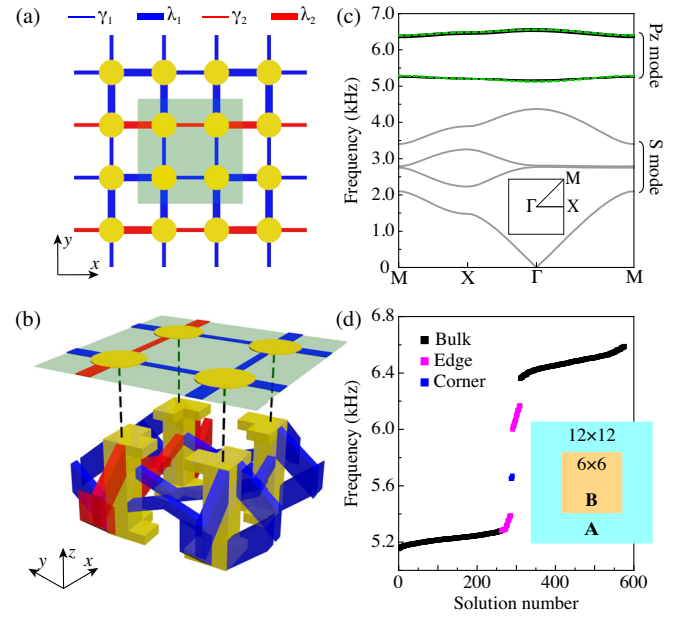 (a)
γ₁ λ₁ γ₂ λ₂
y
x
(b)
z
y x
(c)
Frequency (kHz)
7.0
6.0
5.0
4.0
3.0
2.0
1.0
0
M X Γ M
Pz mode
S mode
M
Γ X
(d)
Frequency (kHz)
6.8
6.4
6.0
5.6
5.2
0 200 400 600
Solution number
Bulk
Edge
Corner
12×12
6×6
B
A